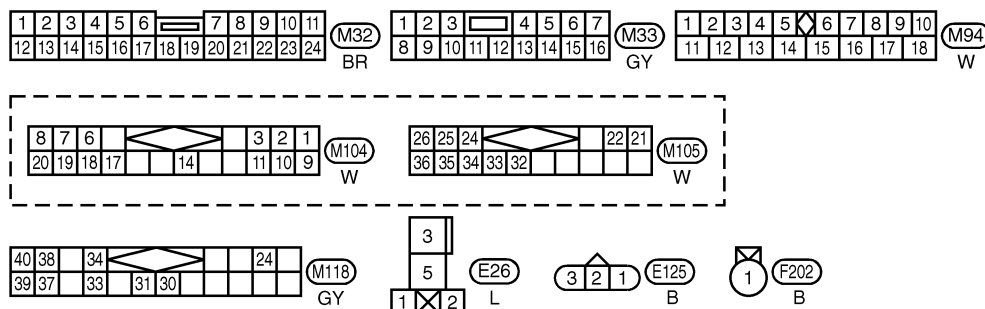 1 2 3 4 5 6 7 8 9 10 11
12 13 14 15 16 17 18 19 20 21 22 23 24
M32
BR
1 2 3 4 5 6 7
8 9 10 11 12 13 14 15 16
M33
GY
1 2 3 4 5 6 7 8 9 10
11 12 13 14 15 16 17 18
M94
W
8 7 6 3 2 1
20 19 18 17 14 11 10 9
M104
W
26 25 24 22 21
36 35 34 33 32
M105
W
40 38 34 24
39 37 33 31 30
M118
GY
3
5
1 2
E26
L
3 2 1
E125
B
1
F202
B